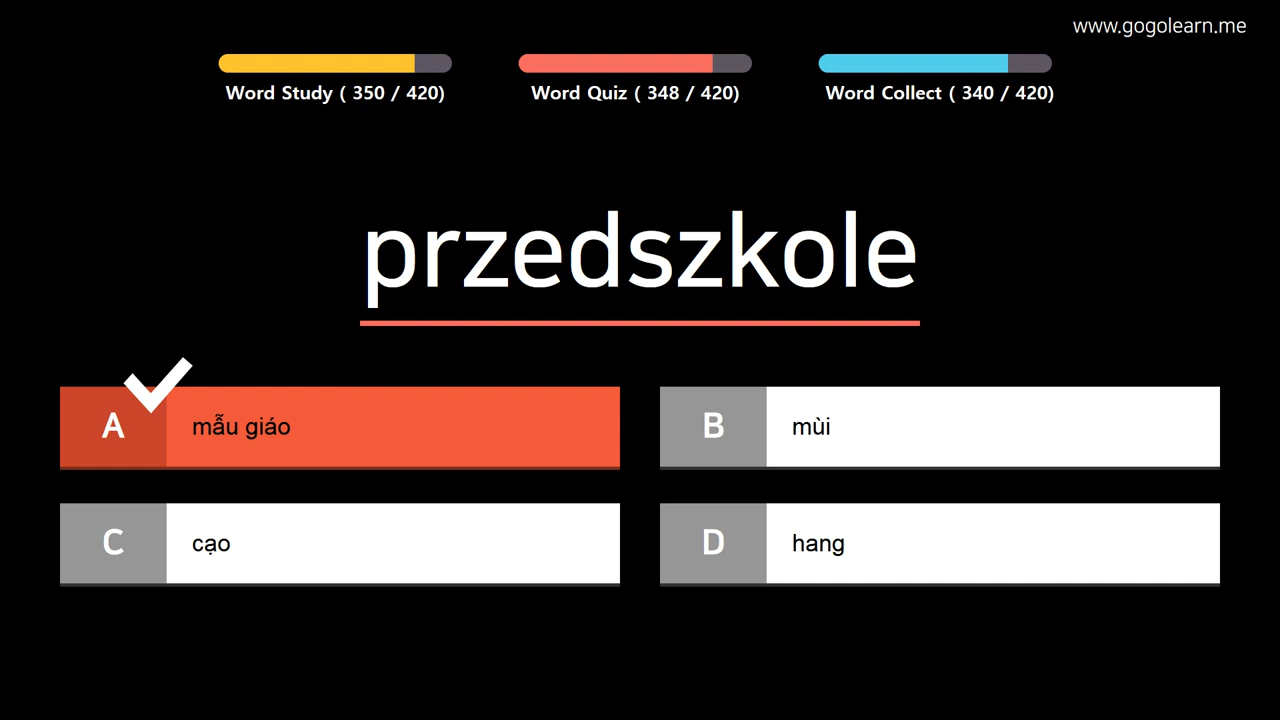 www.gogolearn.me
Word Study ( 350 / 420)
Word Quiz ( 348 / 420)
Word Collect ( 340 / 420)
przedszkole
A mẫu giáo
B mùi
C cạo
D hang